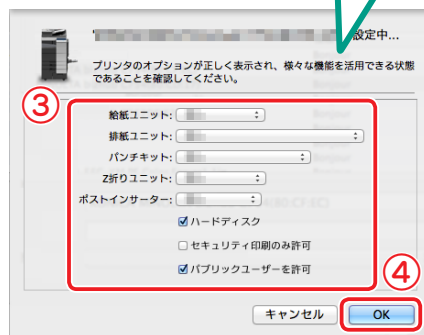 設定中...
プリンタのオプションが正しく表示され、様々な機能を活用できる状態
であることを確認してください。
③
給紙ユニット:
排紙ユニット:
パンチキット:
Z折りユニット:
ポストインサーター:
ハードディスク
セキュリティ印刷のみ許可
パブリックユーザーを許可
④
キャンセル
OK